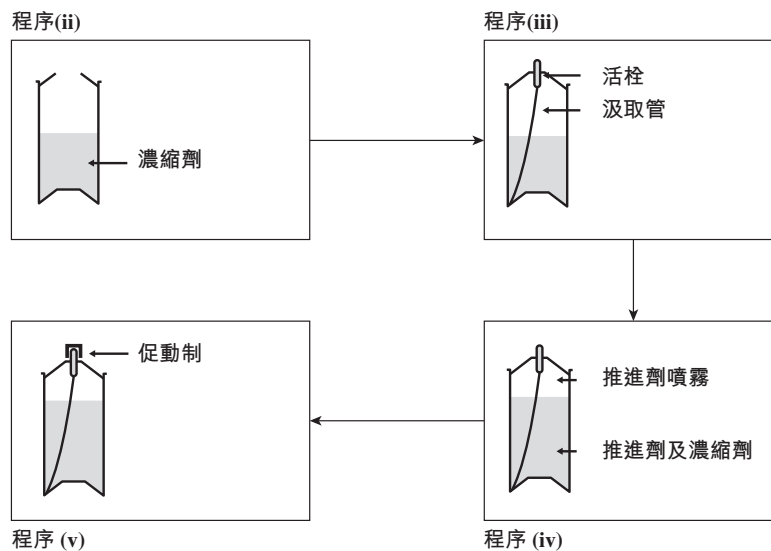 程序(ii)
程序(iii)
濃縮劑
活栓
汲取管
促動制
推進劑噴霧
推進劑及濃縮劑
程序 (v)
程序 (iv)